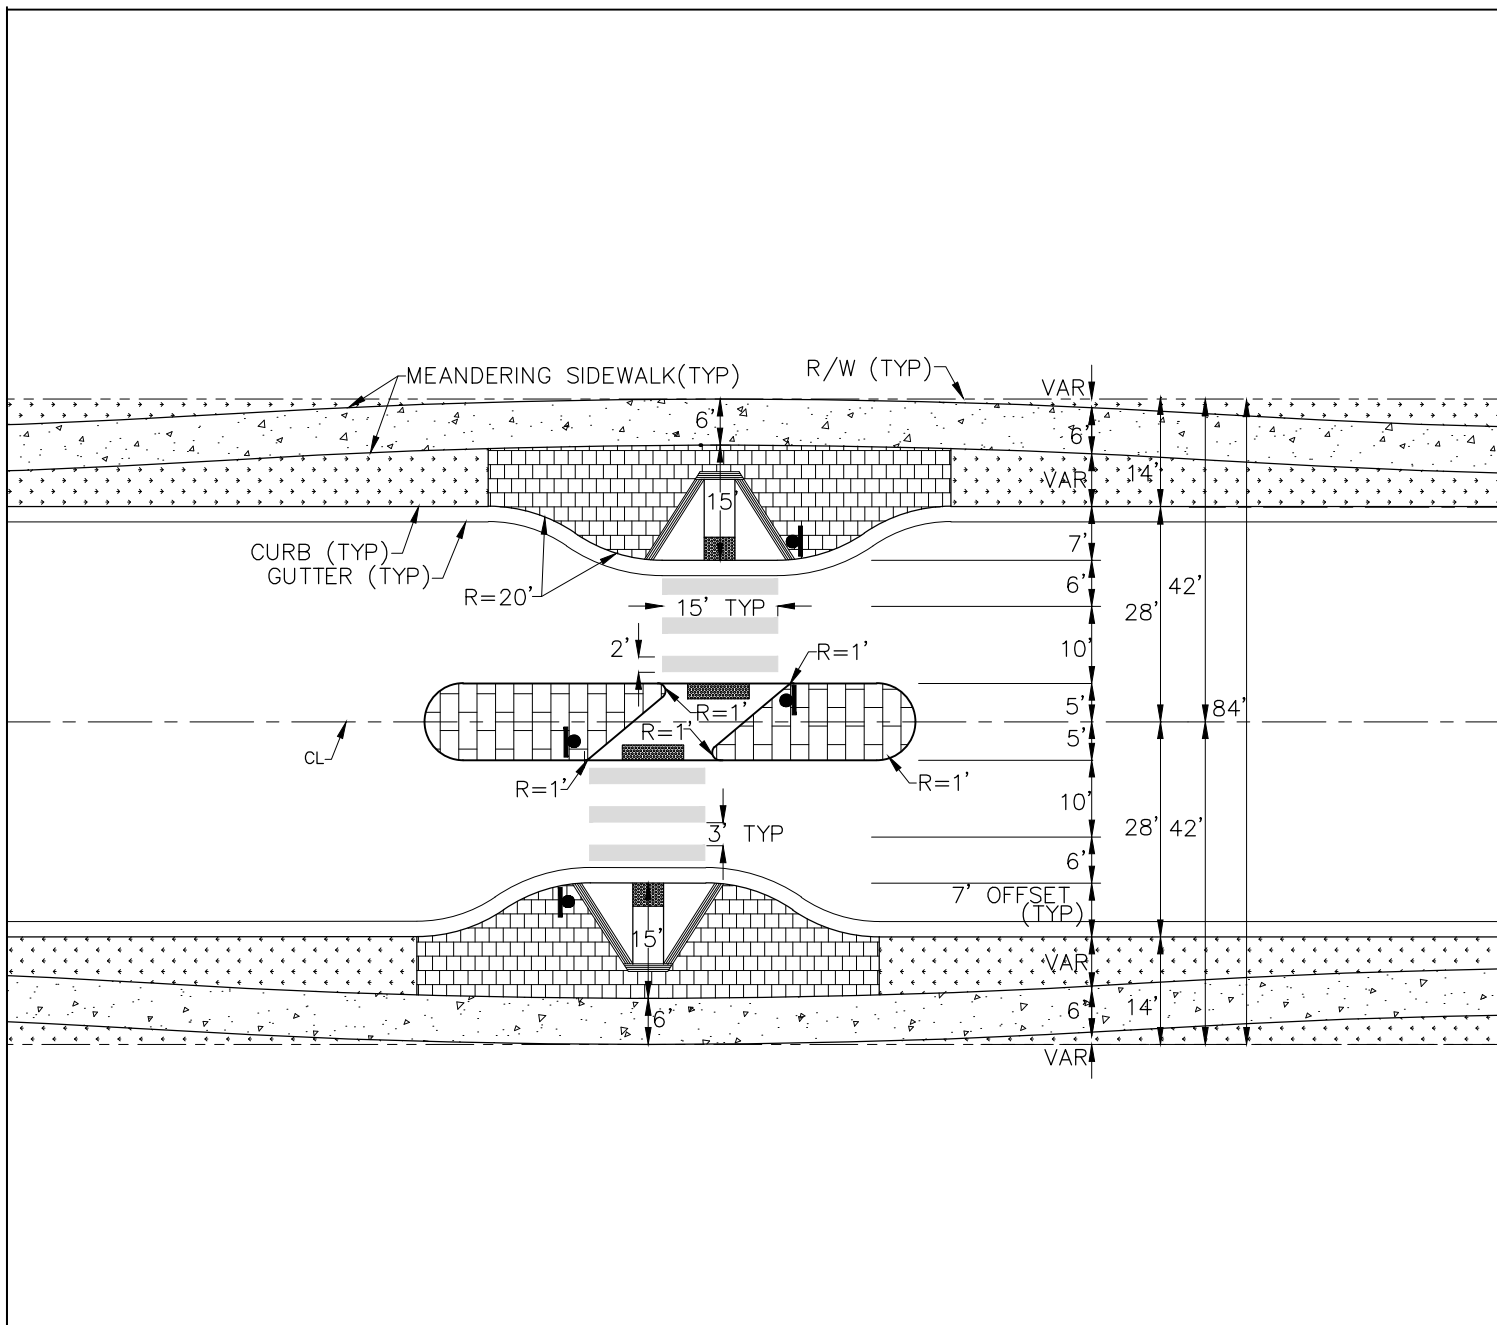 MEANDERING SIDEWALK(TYP)
R/W (TYP)
VAR
6'
6'
VAR
14'
15'
CURB (TYP)
GUTTER (TYP)
7'
R=20'
6'
42'
15' TYP
28'
2'
R=1'
10'
R=1'
5'
84'
R=1'
5'
CL
R=1'
R=1'
10'
3' TYP
28'
42'
6'
7' OFFSET
(TYP)
15'
VAR
6'
6'
14'
VAR